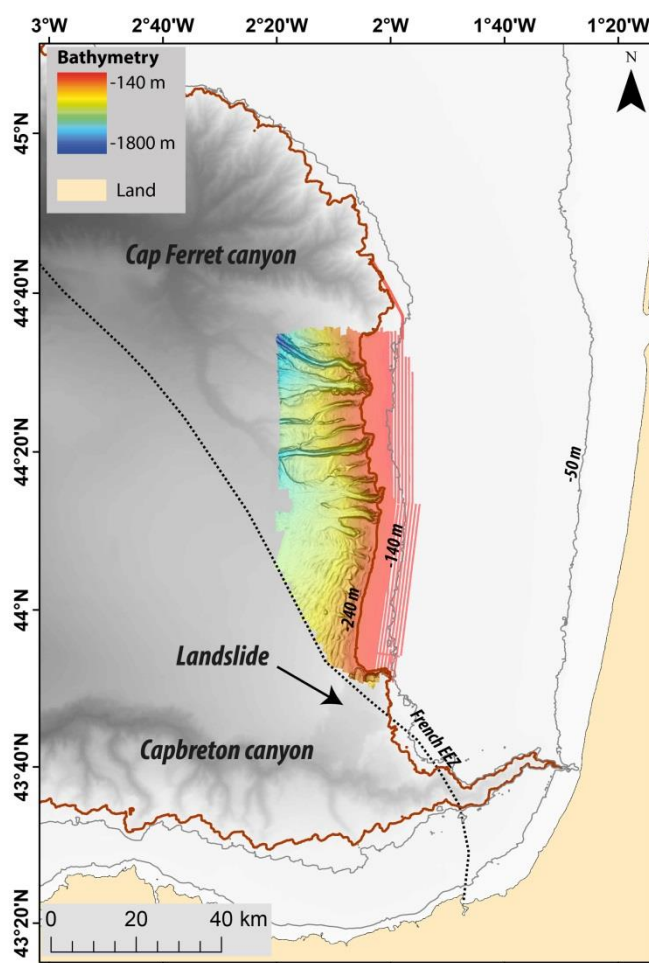 3°W 2°40'W 2°20'W 2°W 1°40'W 1°20'W
Bathymetry
-140 m
-1800 m
Land
N
45°N
44°40'N
44°20'N
44°N
43°40'N
43°20'N
Cap Ferret canyon
-50 m
-140 m
-240 m
Landslide
French EEZ
Capbreton canyon
0 20 40 km